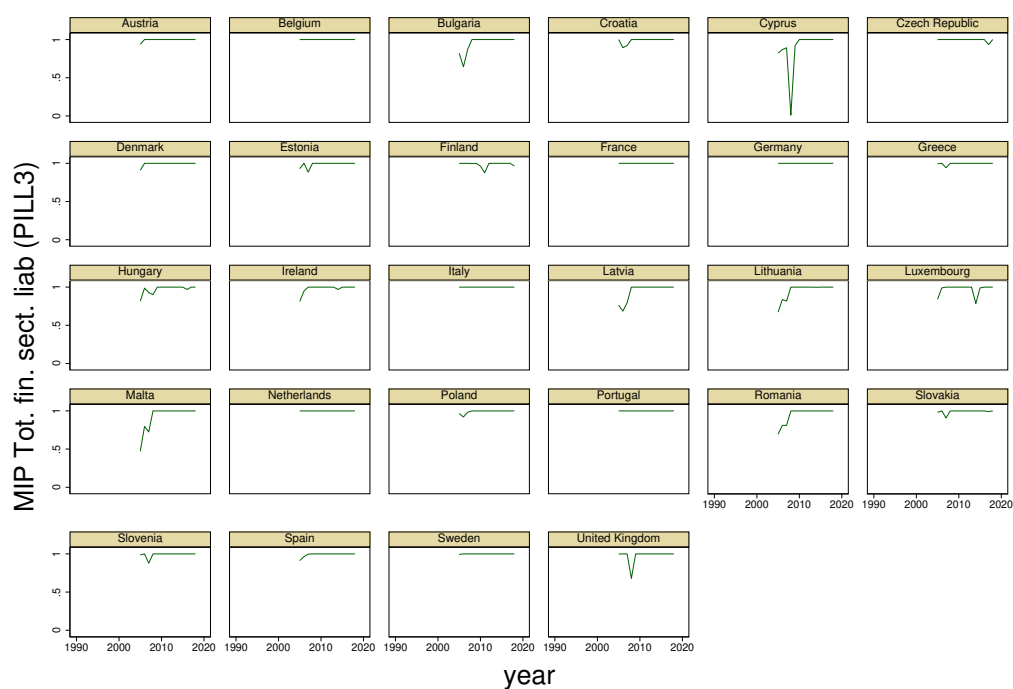 Austria Belgium Bulgaria Croatia Cyprus Czech Republic
0 .5 1
Denmark Estonia Finland France Germany Greece
0 .5 1
Hungary Ireland Italy Latvia Lithuania Luxembourg
0 .5 1
Malta Netherlands Poland Portugal Romania Slovakia
0 .5 1
1990 2000 2010 2020 1990 2000 2010 2020
Slovenia Spain Sweden United Kingdom
0 .5 1
1990 2000 2010 2020 1990 2000 2010 2020 1990 2000 2010 2020 1990 2000 2010 2020
MIP Tot. fin. sect. liab (PILL3)
year